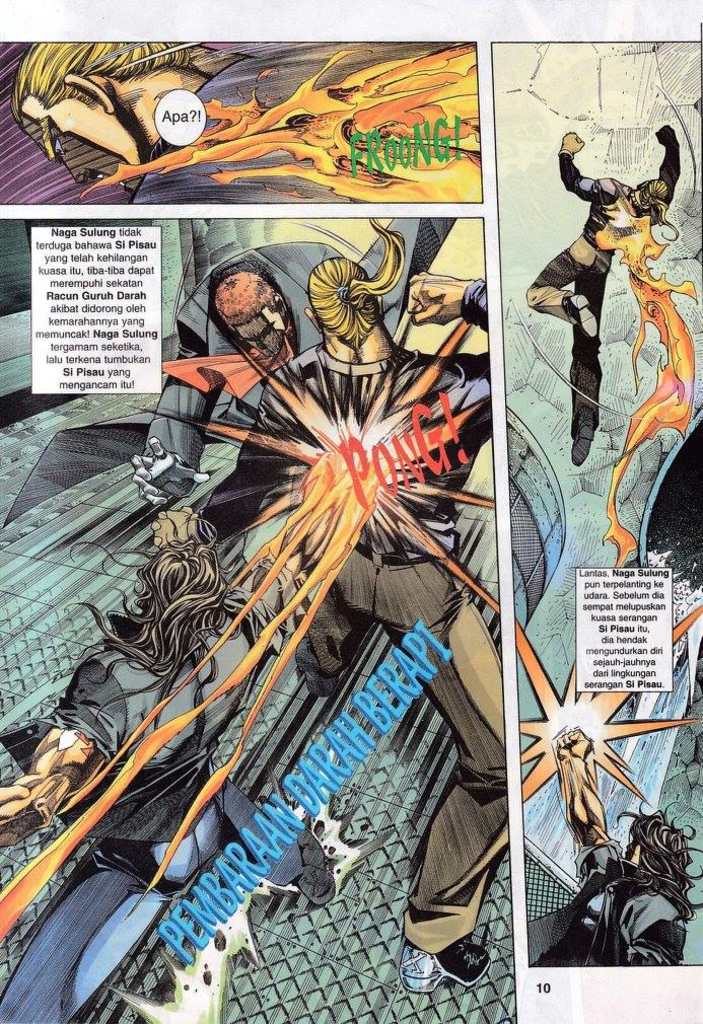 Apa?!
FROONG!
Naga Sulung tidak
terduga bahawa Si Pisau
yang telah kehilangan
kuasa itu, tiba-tiba dapat
merempuhi sekatan
Racun Guruh Darah
akibat didorong oleh
kemarahannya yang
memuncak! Naga Sulung
tergamam seketika,
lalu terkena tumbukan
Si Pisau yang
mengancam itu!
PONG!
PEMBARAAN DARAH BERAPI
Lantas, Naga Sulung
pun terpelanting ke
udara. Sebelum dia
sempat melupuskan
kuasa serangan
Si Pisau itu,
dia hendak
mengundurkan diri
sejauh-jauhnya
dari lingkungan
serangan Si Pisau.
10